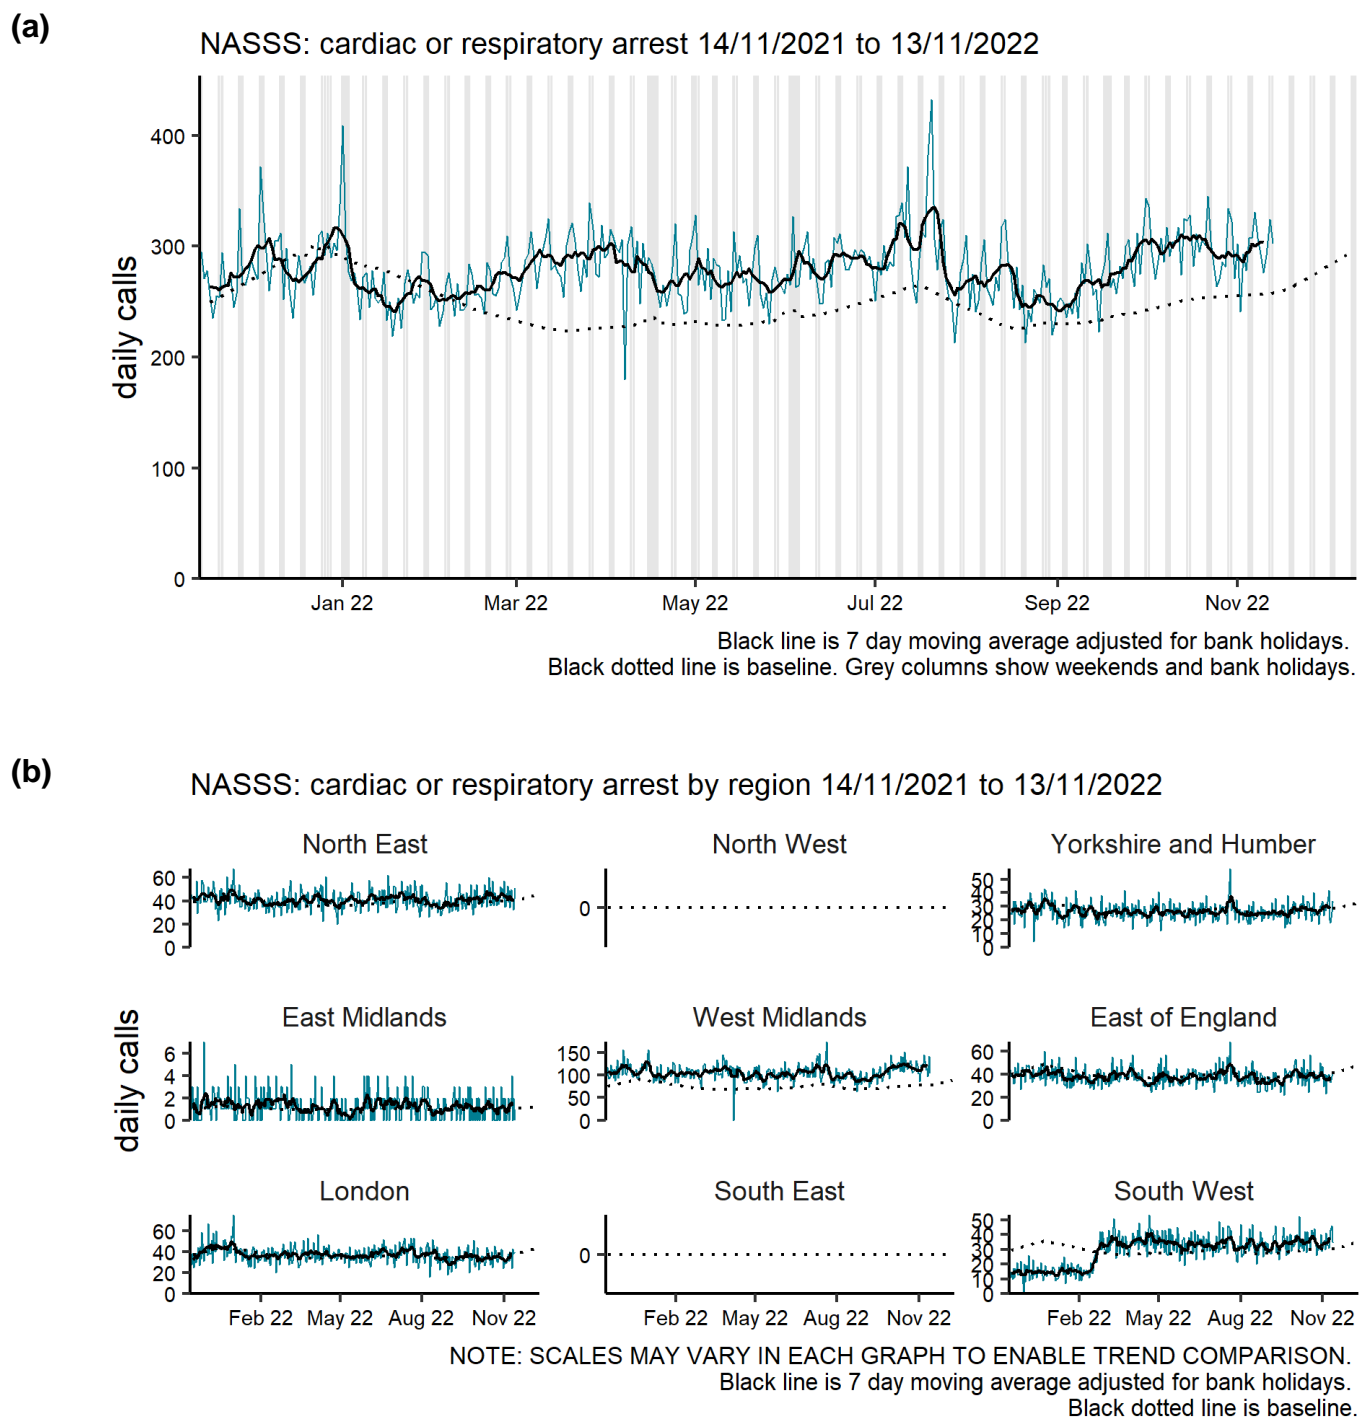 (a)
NASSS: cardiac or respiratory arrest 14/11/2021 to 13/11/2022
daily calls
400
300
200
100
0
Jan 22 Mar 22 May 22 Jul 22 Sep 22 Nov 22
Black line is 7 day moving average adjusted for bank holidays.
Black dotted line is baseline. Grey columns show weekends and bank holidays.
(b)
NASSS: cardiac or respiratory arrest by region 14/11/2021 to 13/11/2022
daily calls
North East
60
40
20
0
North West
0
Yorkshire and Humber
50
40
30
20
10
0
East Midlands
6
4
2
0
West Midlands
150
100
50
0
East of England
60
40
20
0
London
60
40
20
0
South East
0
South West
50
40
30
20
10
0
Feb 22 May 22 Aug 22 Nov 22
Feb 22 May 22 Aug 22 Nov 22
Feb 22 May 22 Aug 22 Nov 22
NOTE: SCALES MAY VARY IN EACH GRAPH TO ENABLE TREND COMPARISON.
Black line is 7 day moving average adjusted for bank holidays.
Black dotted line is baseline.